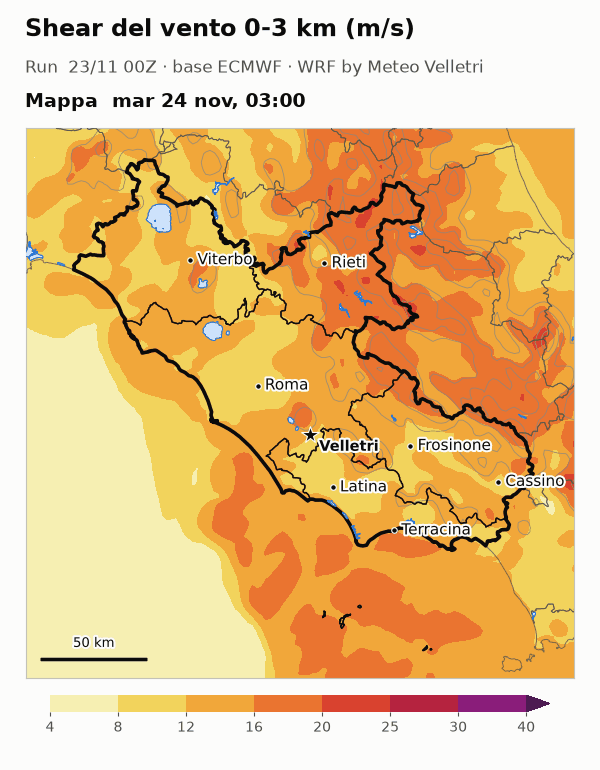 Shear del vento 0-3 km (m/s)
Run  23/11 00Z · base ECMWF · WRF by Meteo Velletri
Mappa  mar 24 nov, 03:00
Viterbo
Rieti
Roma
Velletri
Frosinone
Cassino
Latina
Terracina
50 km
4 8 12 16 20 25 30 40